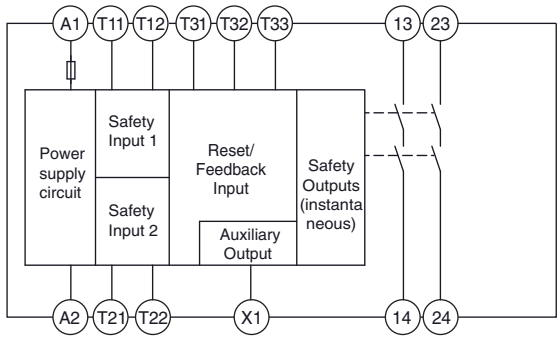 A1 T11 T12 T31 T32 T33 13 23
Safety
Input 1
Power
supply
circuit
Safety
Input 2
Reset/
Feedback
Input
Auxiliary
Output
Safety
Outputs
(instanta
neous)
A2 T21 T22 X1 14 24